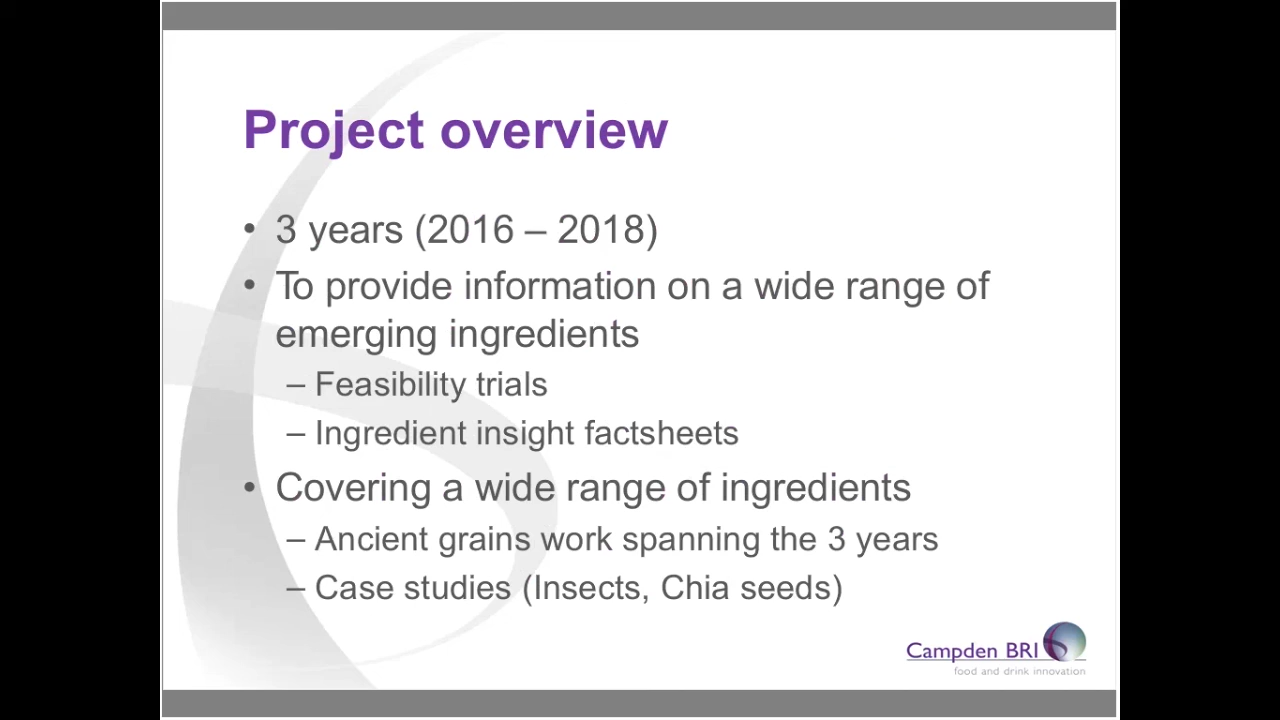 Project overview
• 3 years (2016 – 2018)
• To provide information on a wide range of
emerging ingredients
– Feasibility trials
– Ingredient insight factsheets
• Covering a wide range of ingredients
– Ancient grains work spanning the 3 years
– Case studies (Insects, Chia seeds)
Campden BRI
food and drink innovation